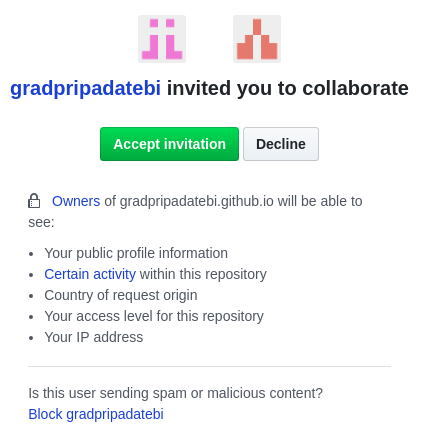 gradpripadatebi invited you to collaborate
Accept invitation Decline
Owners of gradpripadatebi.github.io will be able to
see:
• Your public profile information
• Certain activity within this repository
• Country of request origin
• Your access level for this repository
• Your IP address
Is this user sending spam or malicious content?
Block gradpripadatebi